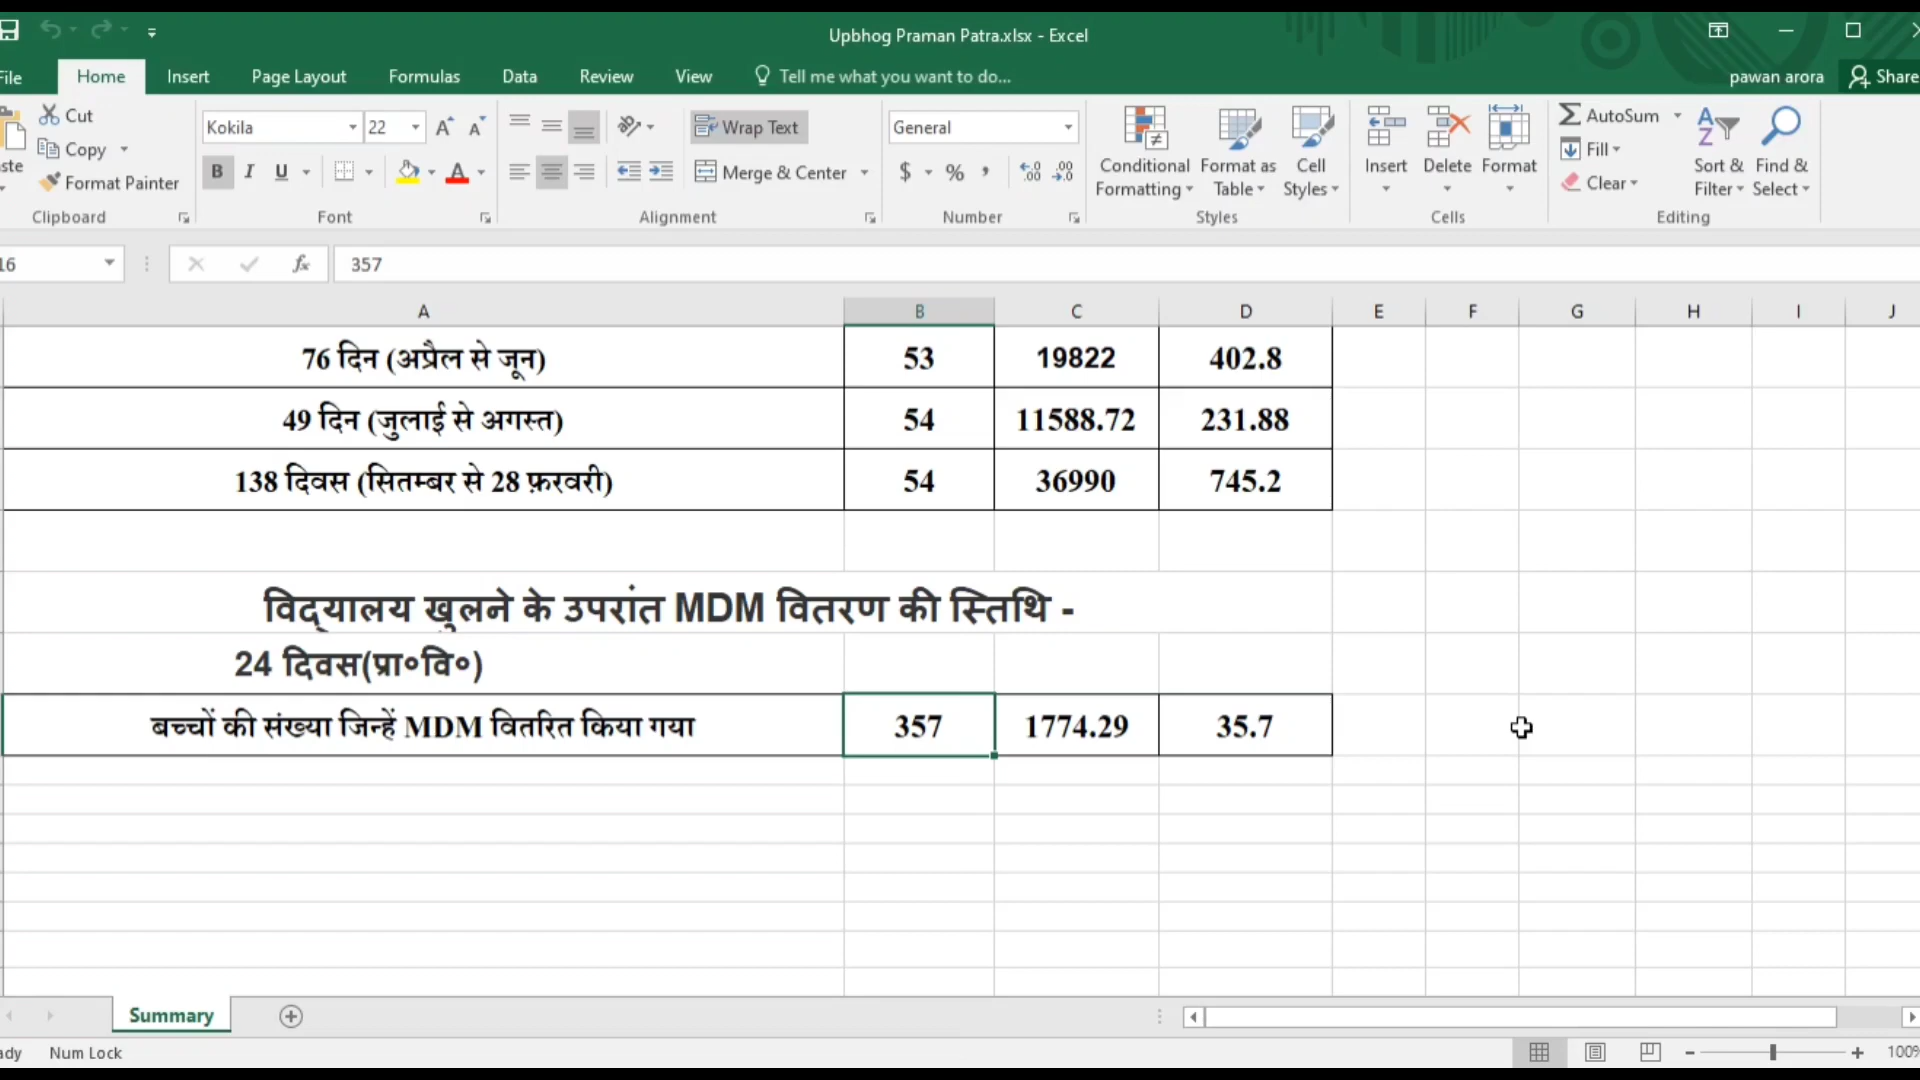 Upbhog Praman Patra.xlsx - Excel
File Home Insert Page Layout Formulas Data Review View Tell me what you want to do... pawan arora Share
Cut
Copy
Format Painter
Clipboard
Kokila 22
B I U A
Font
Wrap Text
Merge & Center
Alignment
General
$ % ,
Number
Conditional Formatting
Format as Table
Cell Styles
Styles
Insert Delete Format
Cells
AutoSum
Fill
Clear
Sort & Filter
Find & Select
Editing
16 fx 357
A B C D E F G H I J
76 दिन (अप्रैल से जून) 53 19822 402.8
49 दिन (जुलाई से अगस्त) 54 11588.72 231.88
138 दिवस (सितम्बर से 28 फ़रवरी) 54 36990 745.2
विद्यालय खुलने के उपरांत MDM वितरण की स्तिथि -
24 दिवस(प्रा०वि०)
बच्चों की संख्या जिन्हें MDM वितरित किया गया 357 1774.29 35.7
Summary
Num Lock 100%